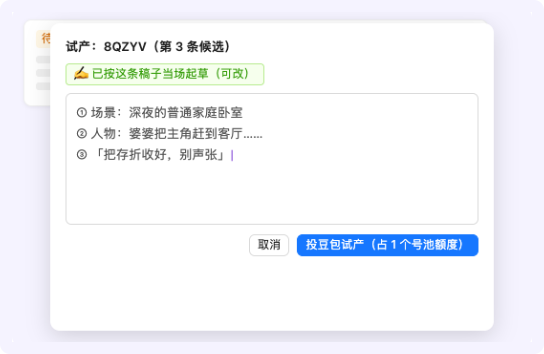 待
试产：8QZYV（第 3 条候选）
✍️ 已按这条稿子当场起草（可改）
① 场景：深夜的普通家庭卧室
② 人物：婆婆把主角赶到客厅……
③ 「把存折收好，别声张」
取消
投豆包试产（占 1 个号池额度）